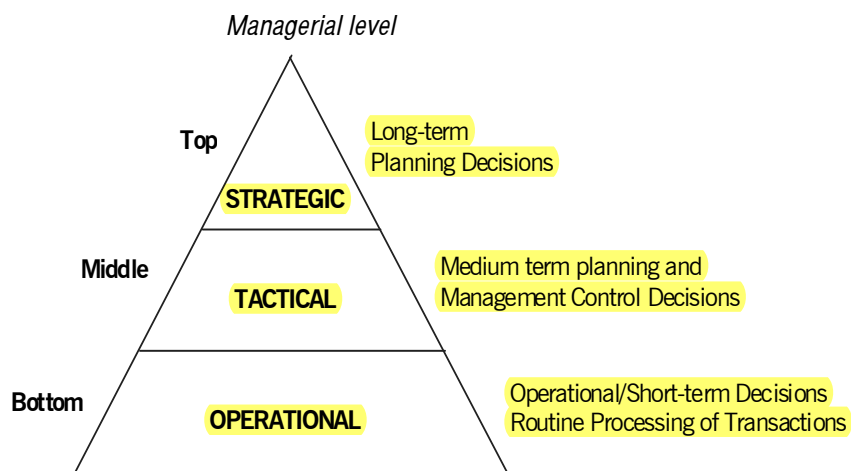 Managerial level
Top
Long-term
Planning Decisions
STRATEGIC
Middle
Medium term planning and
Management Control Decisions
TACTICAL
Bottom
Operational/Short-term Decisions
Routine Processing of Transactions
OPERATIONAL